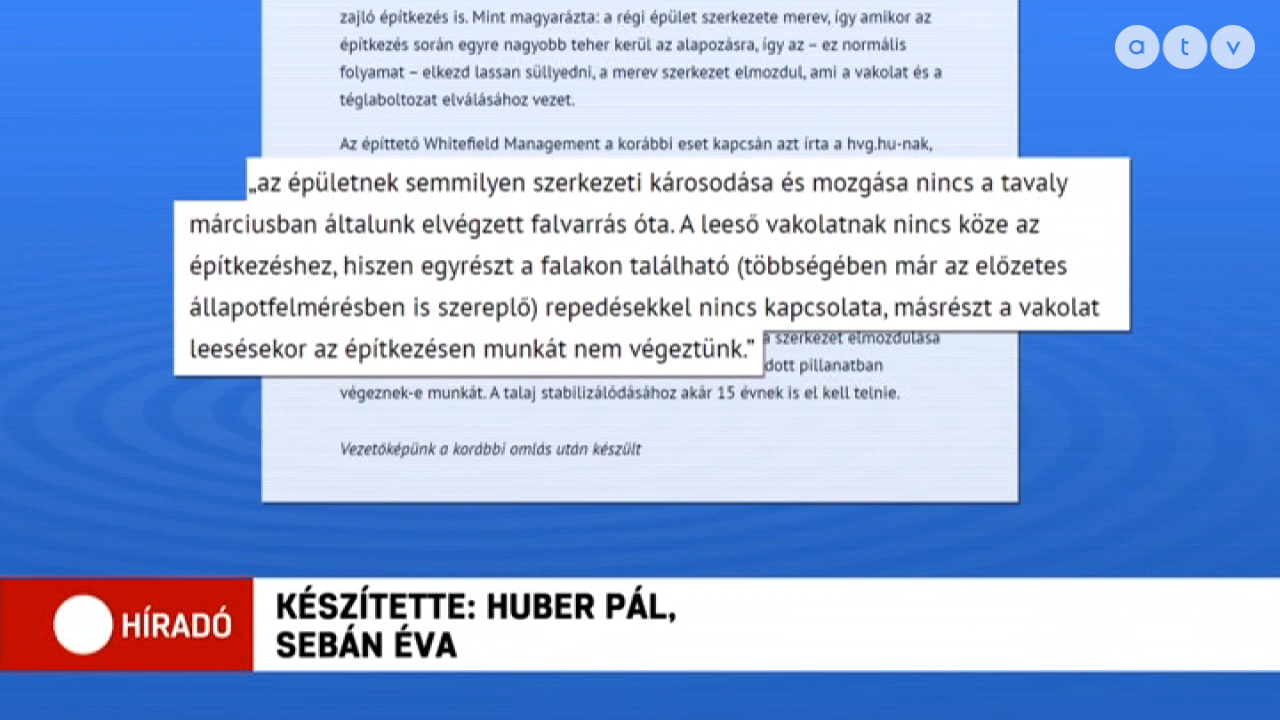 zajló építkezés is. Mint magyarázta: a régi épület szerkezete merev, így amikor az
építkezés során egyre nagyobb teher kerül az alapozásra, így az – ez normális
folyamat – elkezd lassan süllyedni, a merev szerkezet elmozdul, ami a vakolat és a
téglaboltozat elválásához vezet.
Az építtető Whitefield Management a korábbi eset kapcsán azt írta a hvg.hu-nak,
„az épületnek semmilyen szerkezeti károsodása és mozgása nincs a tavaly
márciusban általunk elvégzett falvarrás óta. A leeső vakolatnak nincs köze az
építkezéshez, hiszen egyrészt a falakon található (többségében már az előzetes
állapotfelmérésben is szereplő) repedésekkel nincs kapcsolata, másrészt a vakolat
leesésekor az építkezésen munkát nem végeztünk.”
a szerkezet elmozdulása
dott pillanatban
végeznek-e munkát. A talaj stabilizálódásához akár 15 évnek is el kell telnie.
Vezetőképünk a korábbi omlás után készült
atv
HÍRADÓ
KÉSZÍTETTE: HUBER PÁL,
SEBÁN ÉVA